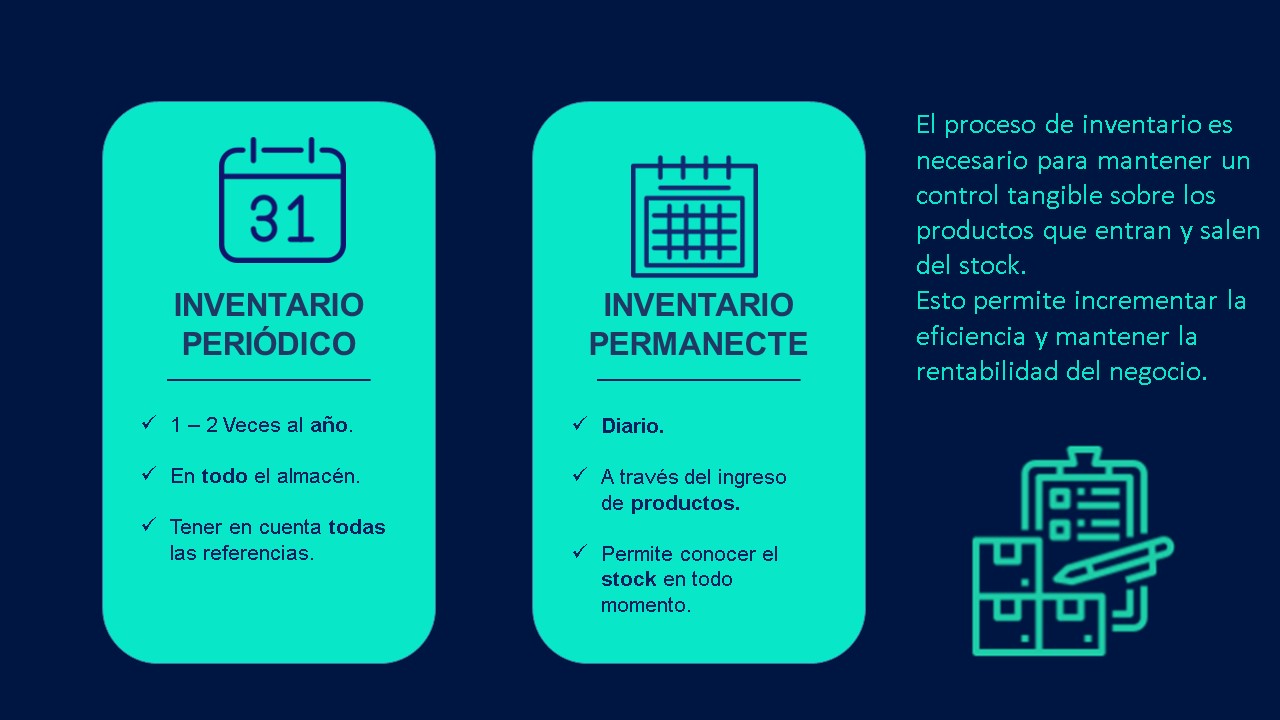 31
INVENTARIO
PERIÓDICO
✓ 1 – 2 Veces al año.
✓ En todo el almacén.
✓ Tener en cuenta todas
las referencias.
INVENTARIO
PERMANECTE
✓ Diario.
✓ A través del ingreso
de productos.
✓ Permite conocer el
stock en todo
momento.
El proceso de inventario es
necesario para mantener un
control tangible sobre los
productos que entran y salen
del stock.
Esto permite incrementar la
eficiencia y mantener la
rentabilidad del negocio.